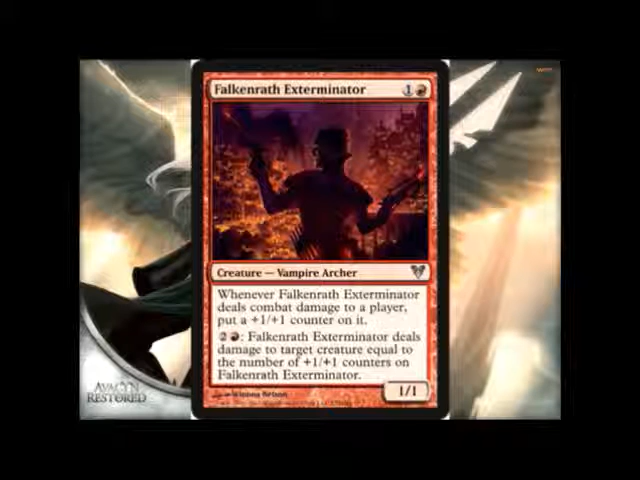 Falkenrath Exterminator 1
Creature — Vampire Archer
Whenever Falkenrath Exterminator
deals combat damage to a player,
put a +1/+1 counter on it.
2 : Falkenrath Exterminator deals
damage to target creature equal to
the number of +1/+1 counters on
Falkenrath Exterminator.
1/1
AVACYN
RESTORED